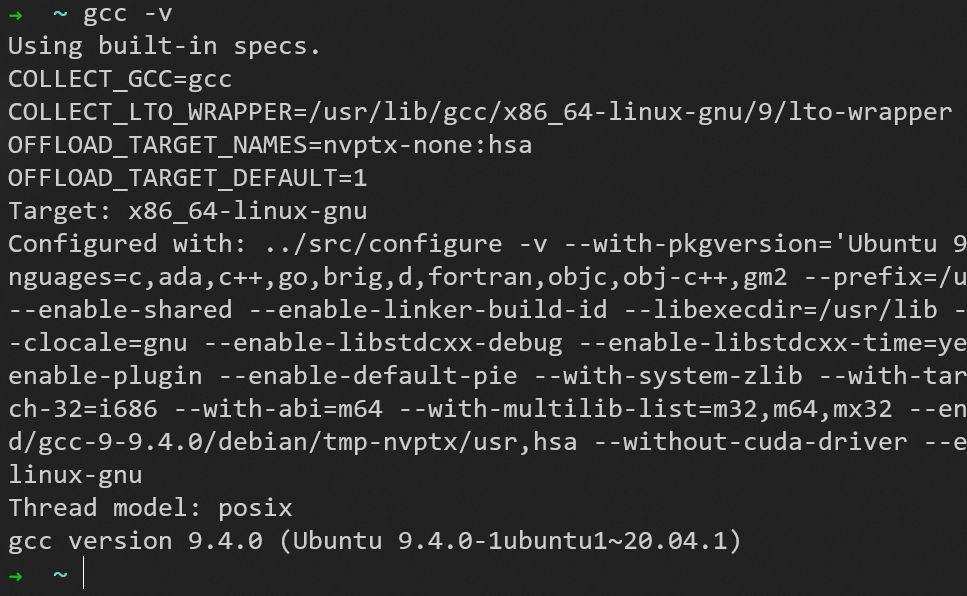 → ~ gcc -v
Using built-in specs.
COLLECT_GCC=gcc
COLLECT_LTO_WRAPPER=/usr/lib/gcc/x86_64-linux-gnu/9/lto-wrapper
OFFLOAD_TARGET_NAMES=nvptx-none:hsa
OFFLOAD_TARGET_DEFAULT=1
Target: x86_64-linux-gnu
Configured with: ../src/configure -v --with-pkgversion='Ubuntu 9
nguages=c,ada,c++,go,brig,d,fortran,objc,obj-c++,gm2 --prefix=/u
--enable-shared --enable-linker-build-id --libexecdir=/usr/lib -
-clocale=gnu --enable-libstdcxx-debug --enable-libstdcxx-time=ye
enable-plugin --enable-default-pie --with-system-zlib --with-tar
ch-32=i686 --with-abi=m64 --with-multilib-list=m32,m64,mx32 --en
d/gcc-9-9.4.0/debian/tmp-nvptx/usr,hsa --without-cuda-driver --e
linux-gnu
Thread model: posix
gcc version 9.4.0 (Ubuntu 9.4.0-1ubuntu1~20.04.1)
→ ~